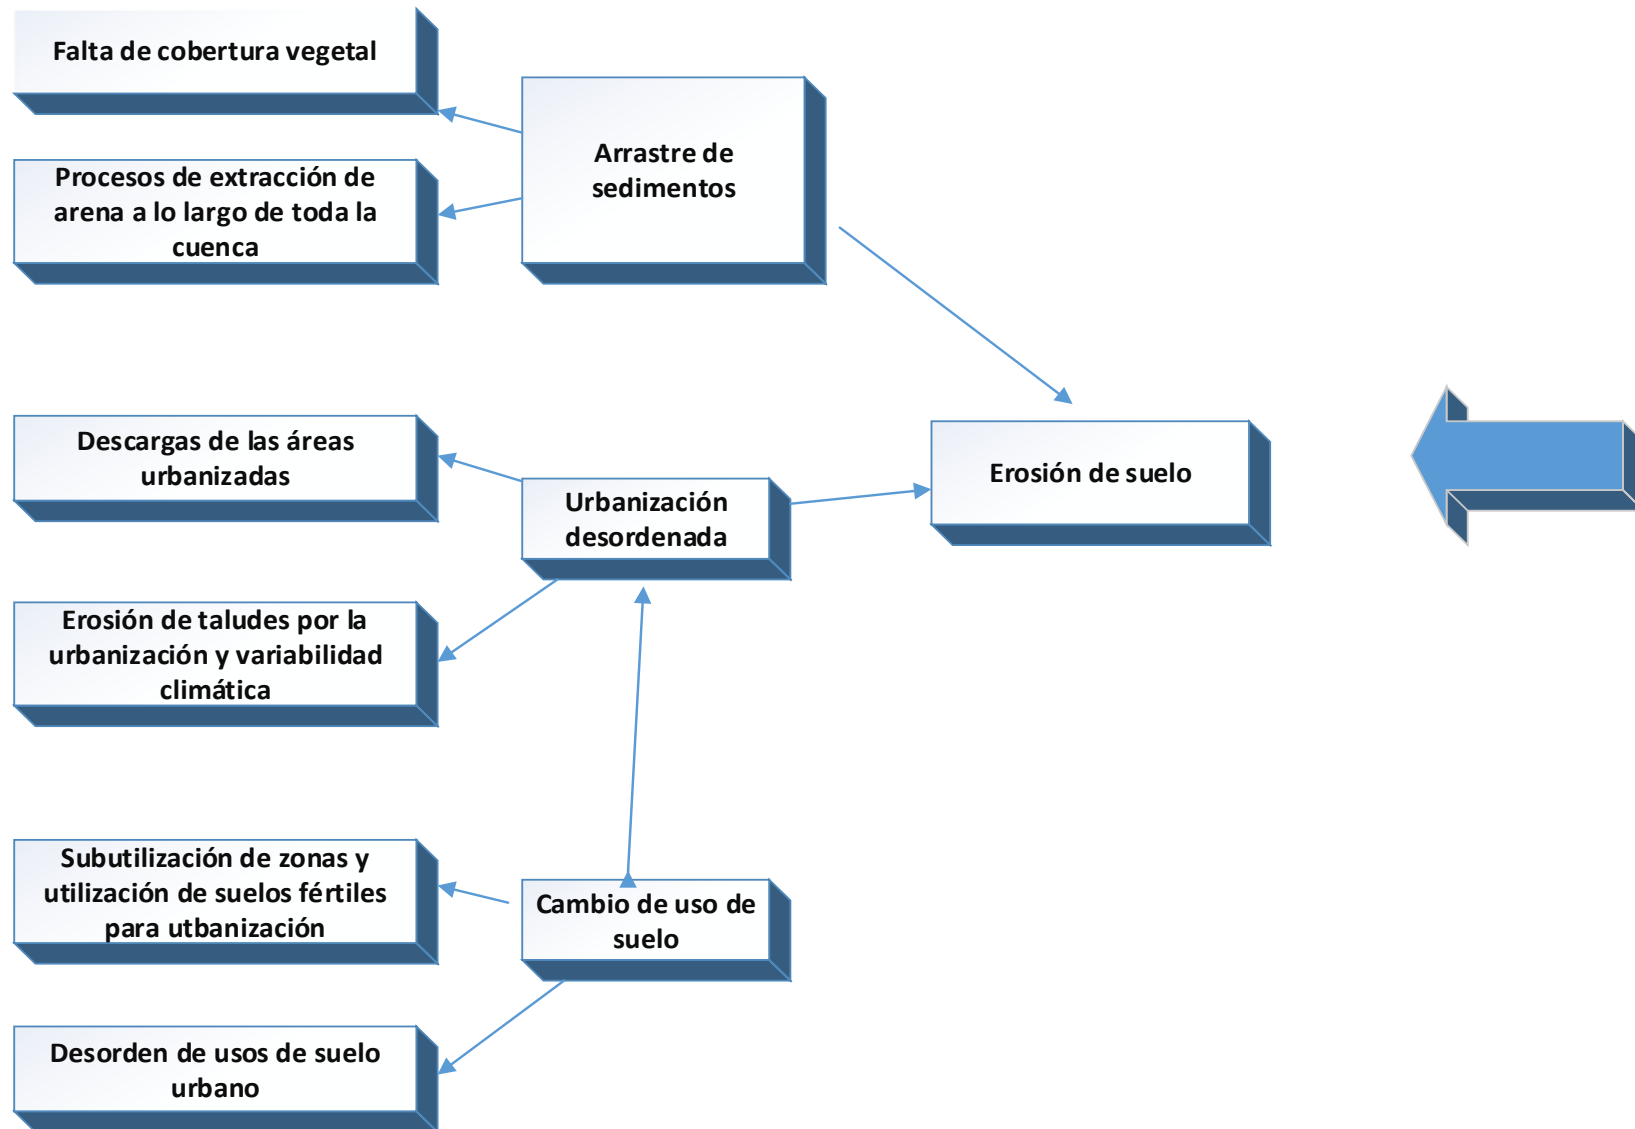 Falta de cobertura vegetal
Arrastre de
sedimentos
Procesos de extracción de
arena a lo largo de toda la
cuenca
Descargas de las áreas
urbanizadas
Urbanización
desordenada
Erosión de suelo
Erosión de taludes por la
urbanización y variabilidad
climática
Subutilización de zonas y
utilización de suelos fértiles
para utbanización
Cambio de uso de
suelo
Desorden de usos de suelo
urbano